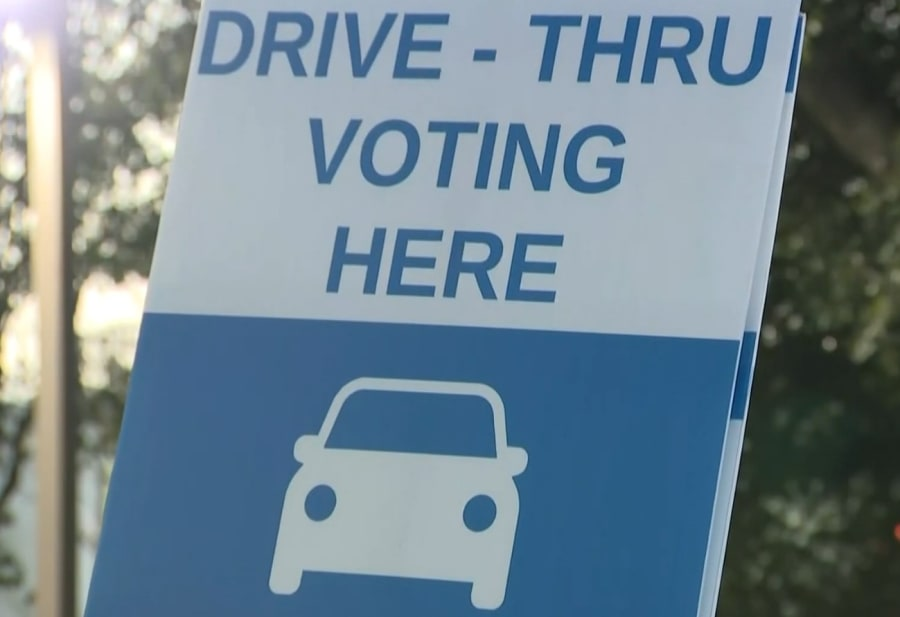 DRIVE - THRU
VOTING
HERE